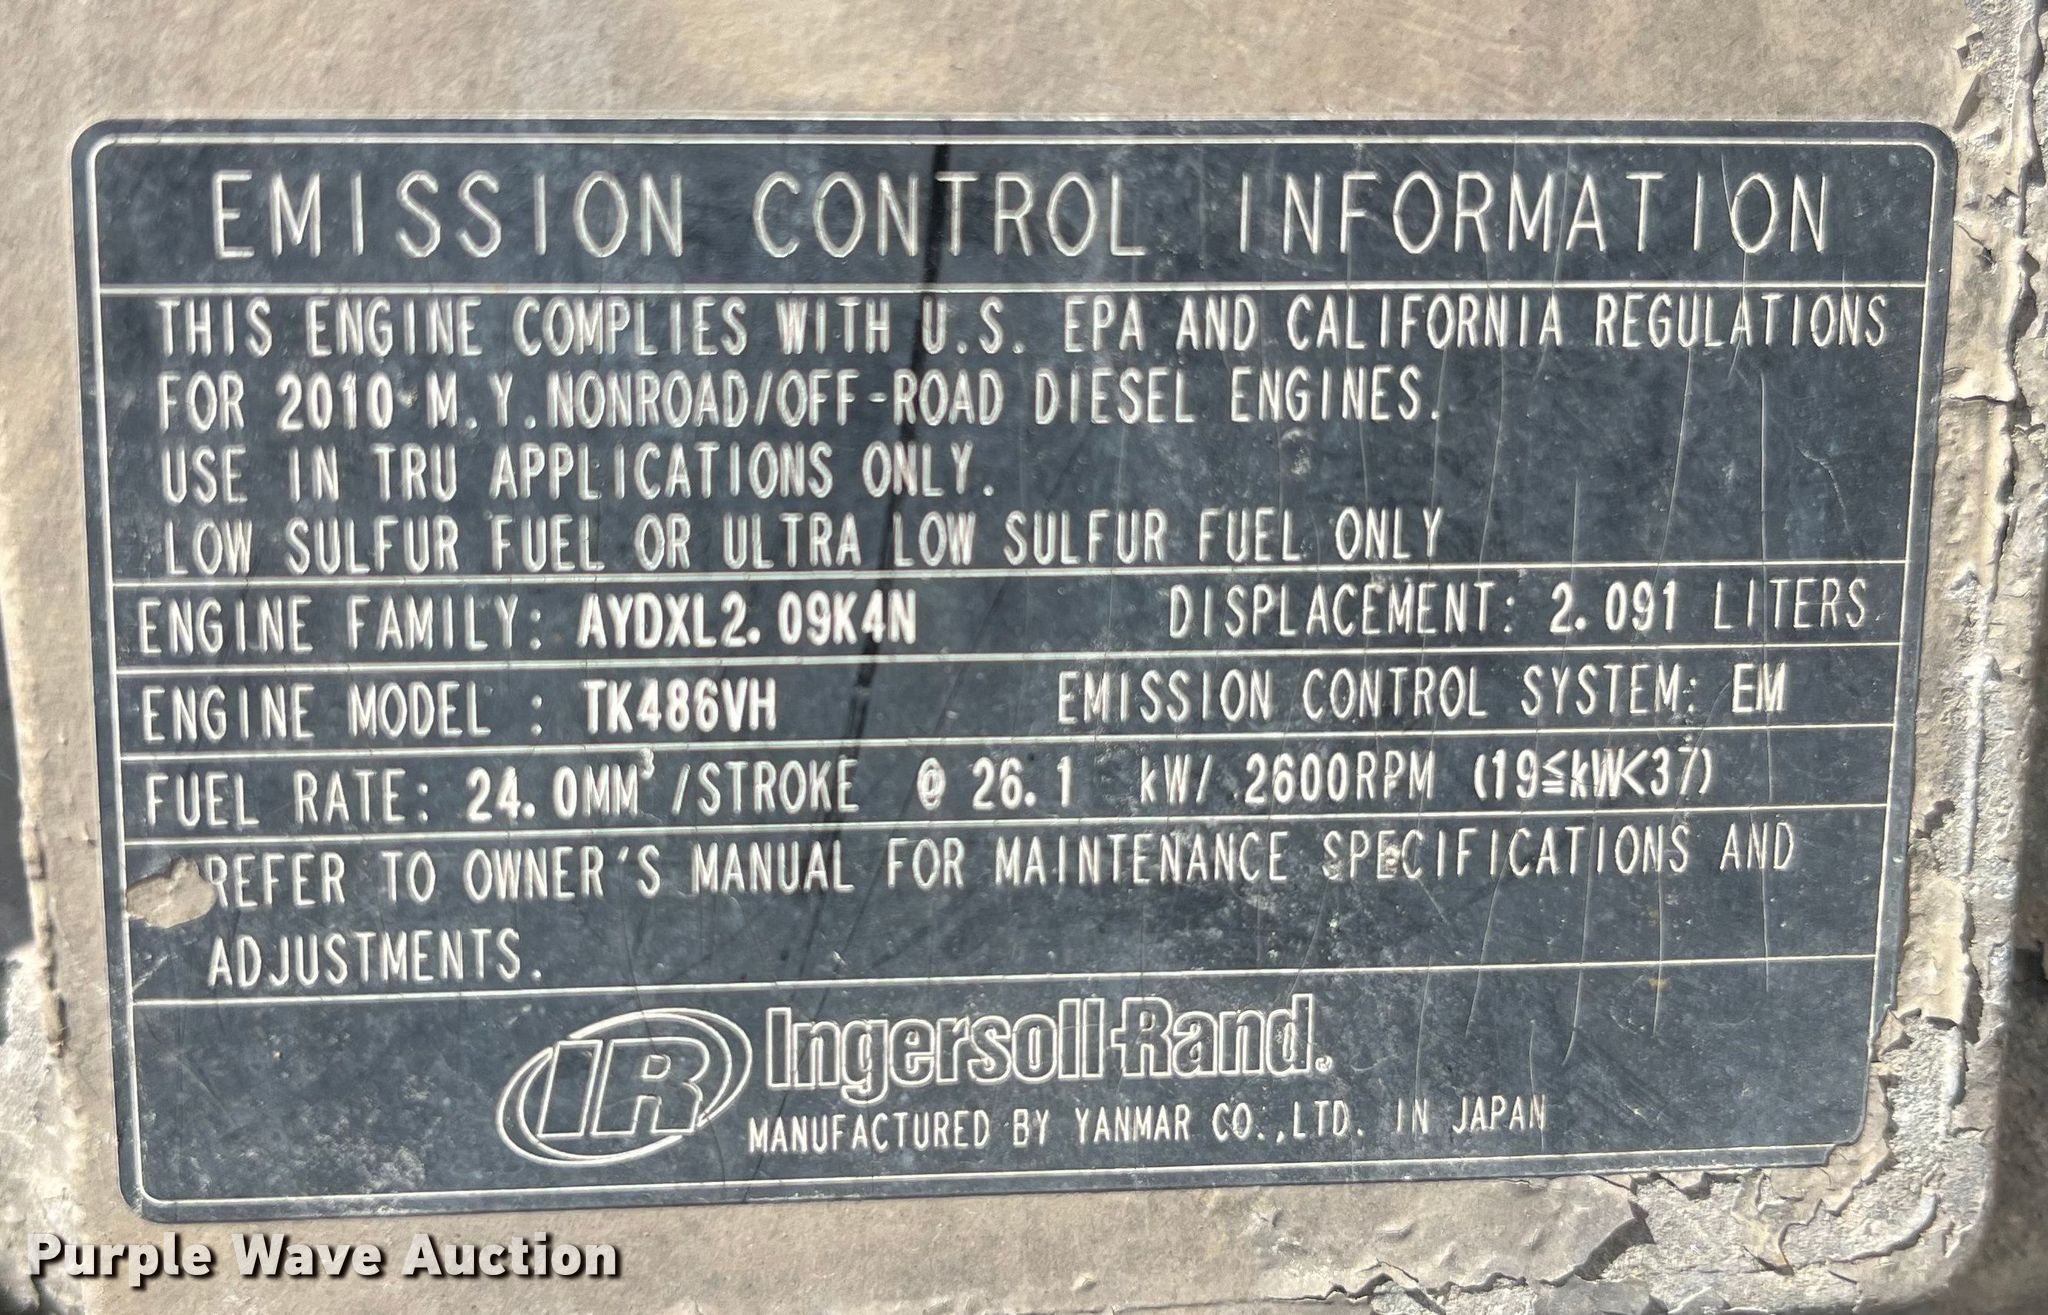 EMISSION CONTROL INFORMATION
THIS ENGINE COMPLIES WITH U.S. EPA AND CALIFORNIA REGULATIONS
FOR 2010 M.Y. NONROAD/OFF-ROAD DIESEL ENGINES.
USE IN TRU APPLICATIONS ONLY.
LOW SULFUR FUEL OR ULTRA LOW SULFUR FUEL ONLY
ENGINE FAMILY: AYDXL2.09K4N DISPLACEMENT: 2.091 LITERS
ENGINE MODEL : TK486VH EMISSION CONTROL SYSTEM: EM
FUEL RATE: 24.0MM³/STROKE @ 26.1 kW/ 2600RPM (19≦kW<37)
REFER TO OWNER'S MANUAL FOR MAINTENANCE SPECIFICATIONS AND
ADJUSTMENTS.
IR Ingersoll-Rand.
MANUFACTURED BY YANMAR CO.,LTD. IN JAPAN
Purple Wave Auction